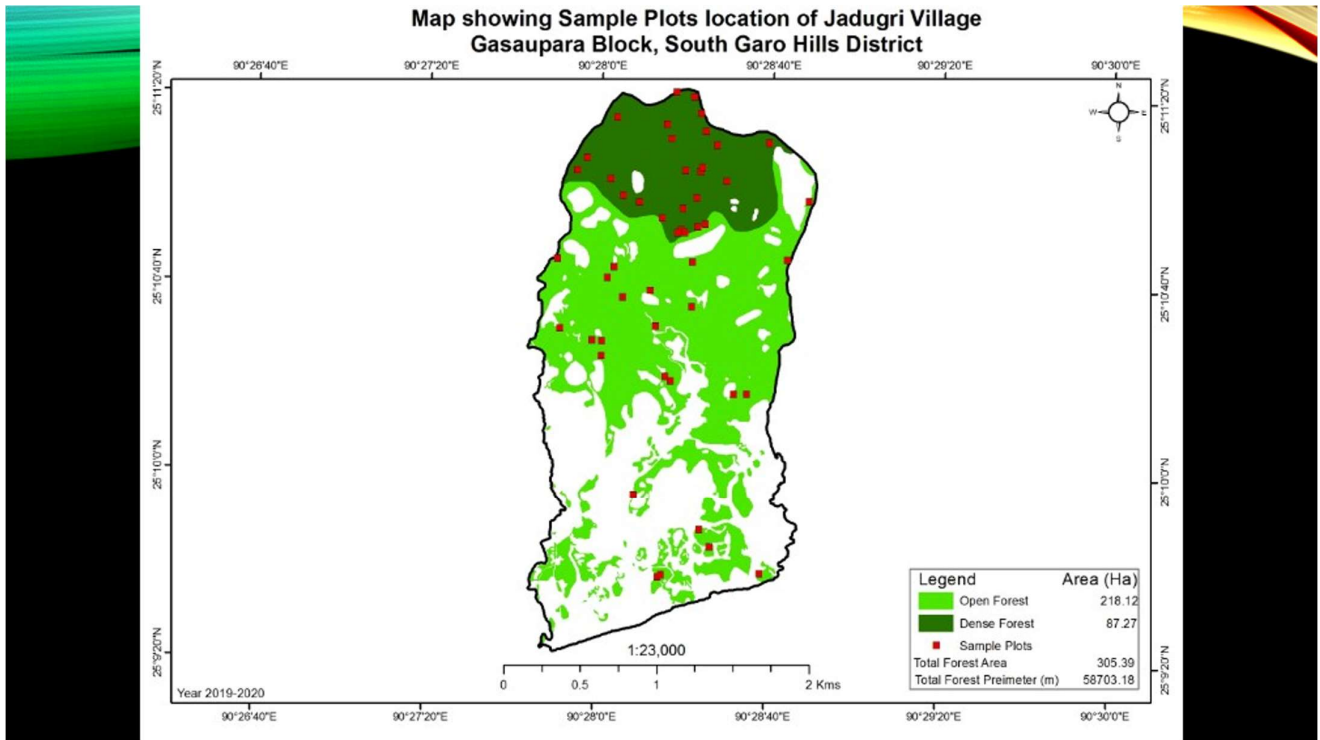 Map showing Sample Plots location of Jadugri Village
Gasaupara Block, South Garo Hills District
90°26'40"E 90°27'20"E 90°28'0"E 90°28'40"E 90°29'20"E 90°30'0"E
25°11'20"N
25°11'20"N
N
W E
S
25°10'40"N
25°10'40"N
25°10'0"N
25°10'0"N
25°9'20"N
25°9'20"N
Legend Area (Ha)
Open Forest 218.12
Dense Forest 87.27
Sample Plots
Total Forest Area 305.39
Total Forest Preimeter (m) 58703.18
1:23,000
0 0.5 1 2 Kms
Year 2019-2020
90°26'40"E 90°27'20"E 90°28'0"E 90°28'40"E 90°29'20"E 90°30'0"E